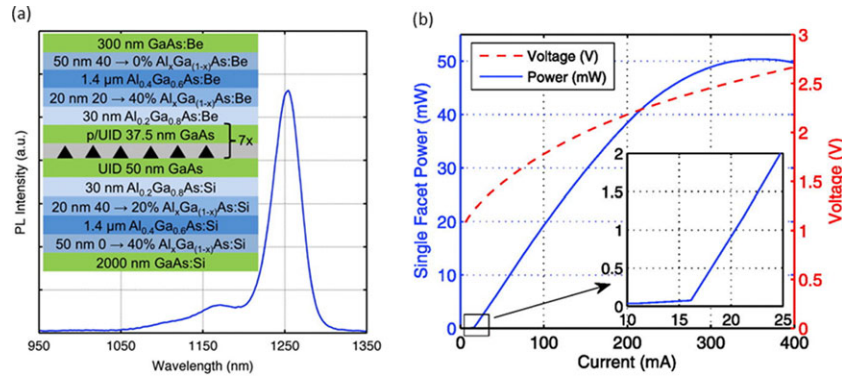 (a)
300 nm GaAs:Be
50 nm 40 → 0% AlxGa(1-x)As:Be
1.4 µm Al0.4Ga0.6As:Be
20 nm 20 → 40% AlxGa(1-x)As:Be
30 nm Al0.2Ga0.8As:Be
p/UID 37.5 nm GaAs
7x
UID 50 nm GaAs
30 nm Al0.2Ga0.8As:Si
20 nm 40 → 20% AlxGa(1-x)As:Si
1.4 µm Al0.4Ga0.6As:Si
50 nm 0 → 40% AlxGa(1-x)As:Si
2000 nm GaAs:Si
PL Intensity (a.u.)
950 1050 1150 1250 1350
Wavelength (nm)
(b)
Voltage (V)
Power (mW)
Single Facet Power (mW)
50
40
30
20
10
0
0 100 200 300 400
Current (mA)
3
2.5
2
1.5
1
0.5
0
Voltage (V)
2
1.5
1
0.5
0
10 15 20 25